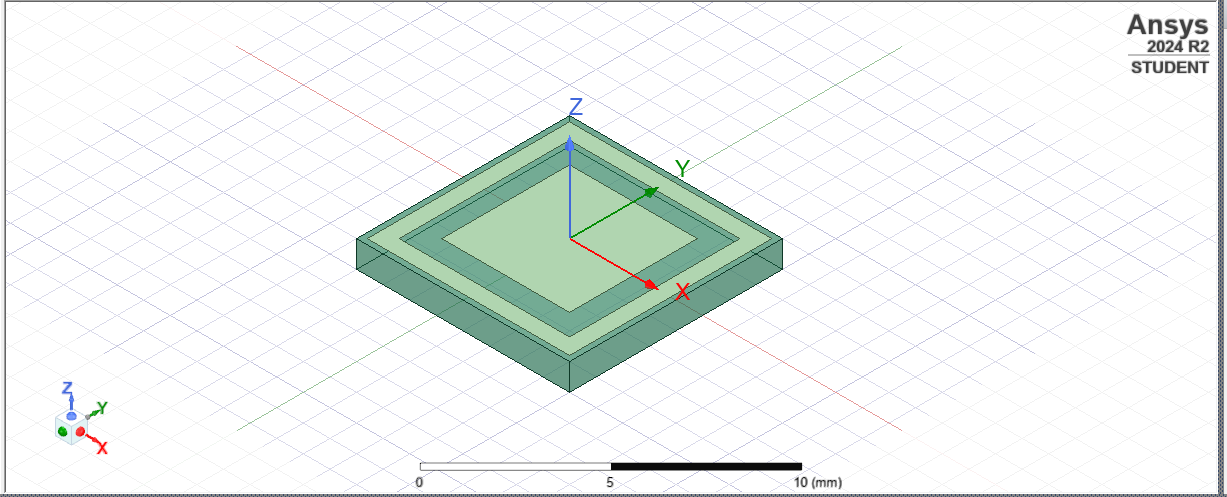 Ansys
2024 R2
STUDENT
Z
Y
X
Z
Y
X
0 5 10 (mm)